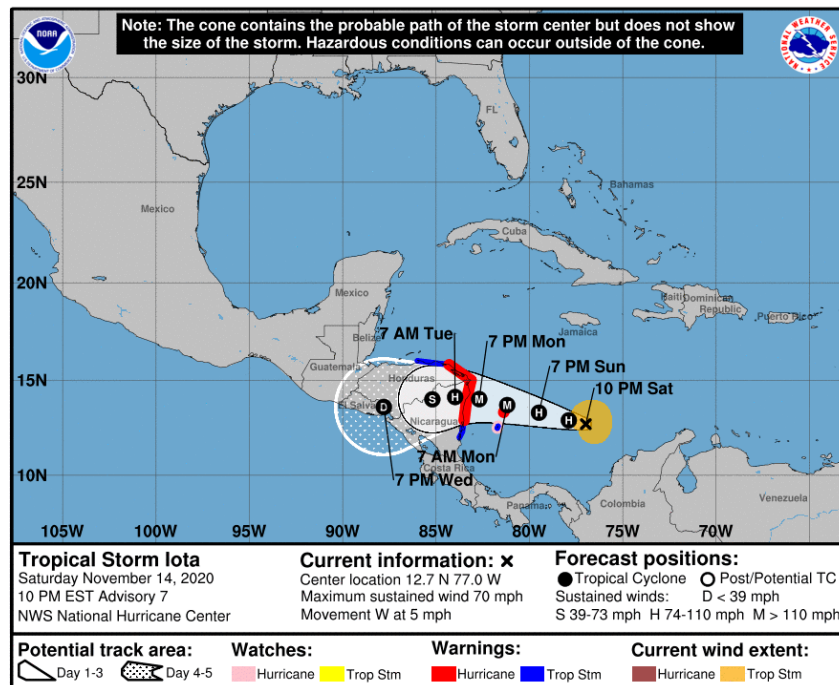 Note: The cone contains the probable path of the storm center but does not show
the size of the storm. Hazardous conditions can occur outside of the cone.
NOAA
NATIONAL WEATHER SERVICE
30N
FL
25N
Mexico
Bahamas
Cuba
20N
Mexico
Haiti
Dominican
Republic
Puerto Rico
Jamaica
Belize
7 AM Tue
7 PM Mon
Guatemala
7 PM Sun
15N
Honduras
10 PM Sat
El Salva
D
S
H
M
M
H
H
Nicaragua
7 AM Mon
Costa Rica
7 PM Wed
10N
Panama
Colombia
Venezuela
105W
100W
95W
90W
85W
80W
75W
70W
Tropical Storm Iota
Saturday November 14, 2020
10 PM EST Advisory 7
NWS National Hurricane Center
Current information: x
Center location 12.7 N 77.0 W
Maximum sustained wind 70 mph
Movement W at 5 mph
Forecast positions:
Tropical Cyclone Post/Potential TC
Sustained winds: D < 39 mph
S 39-73 mph H 74-110 mph M > 110 mph
Potential track area:
Day 1-3 Day 4-5
Watches:
Hurricane Trop Stm
Warnings:
Hurricane Trop Stm
Current wind extent:
Hurricane Trop Stm